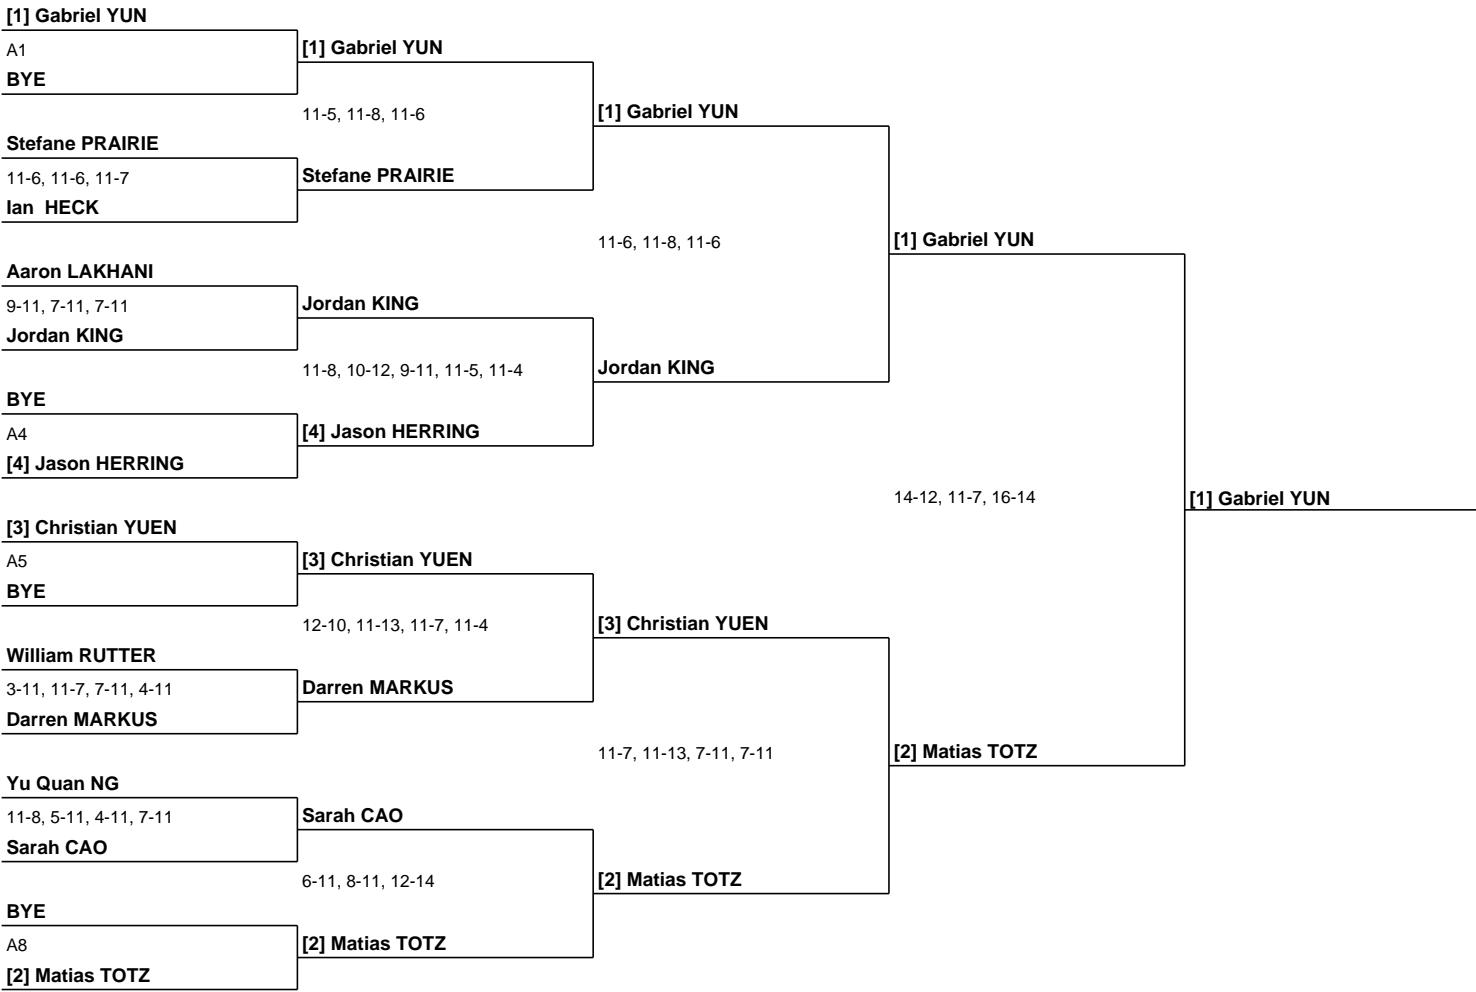 [1] Gabriel YUN
A1
[1] Gabriel YUN
BYE
11-5, 11-8, 11-6
[1] Gabriel YUN
Stefane PRAIRIE
11-6, 11-6, 11-7
Stefane PRAIRIE
Ian HECK
11-6, 11-8, 11-6
[1] Gabriel YUN
Aaron LAKHANI
9-11, 7-11, 7-11
Jordan KING
Jordan KING
11-8, 10-12, 9-11, 11-5, 11-4
Jordan KING
BYE
A4
[4] Jason HERRING
[4] Jason HERRING
14-12, 11-7, 16-14
[1] Gabriel YUN
[3] Christian YUEN
A5
[3] Christian YUEN
BYE
12-10, 11-13, 11-7, 11-4
[3] Christian YUEN
William RUTTER
3-11, 11-7, 7-11, 4-11
Darren MARKUS
Darren MARKUS
11-7, 11-13, 7-11, 7-11
[2] Matias TOTZ
Yu Quan NG
11-8, 5-11, 4-11, 7-11
Sarah CAO
Sarah CAO
6-11, 8-11, 12-14
[2] Matias TOTZ
BYE
A8
[2] Matias TOTZ
[2] Matias TOTZ